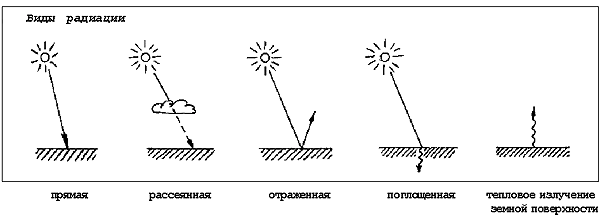 Виды радиации
прямая
рассеянная
отраженная
поглощенная
тепловое излучение
земной поверхности